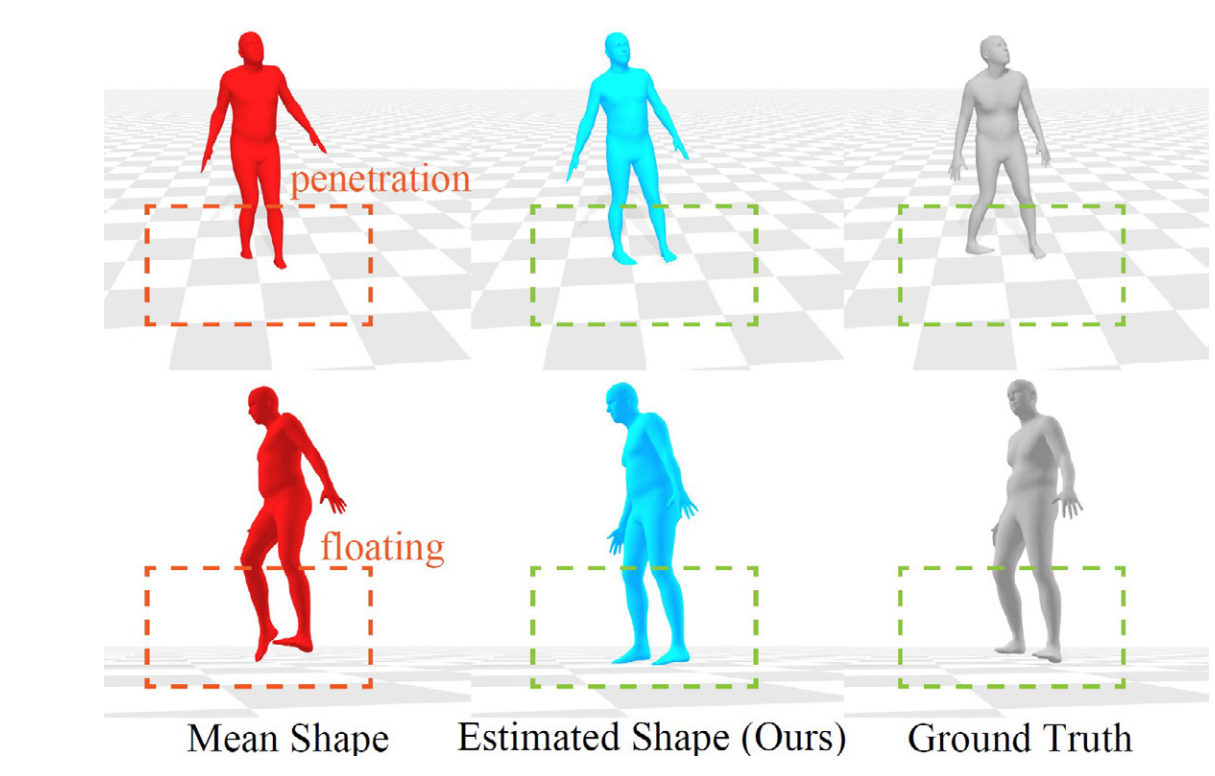 penetration
floating
Mean Shape
Estimated Shape (Ours)
Ground Truth